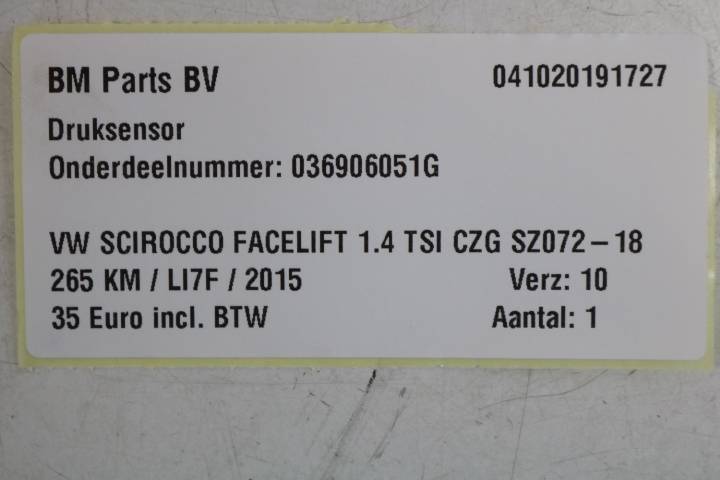 BM Parts BV 041020191727
Druksensor
Onderdeelnummer: 036906051G
VW SCIROCCO FACELIFT 1.4 TSI CZG SZ072-18
265 KM / LI7F / 2015 Verz: 10
35 Euro incl. BTW Aantal: 1